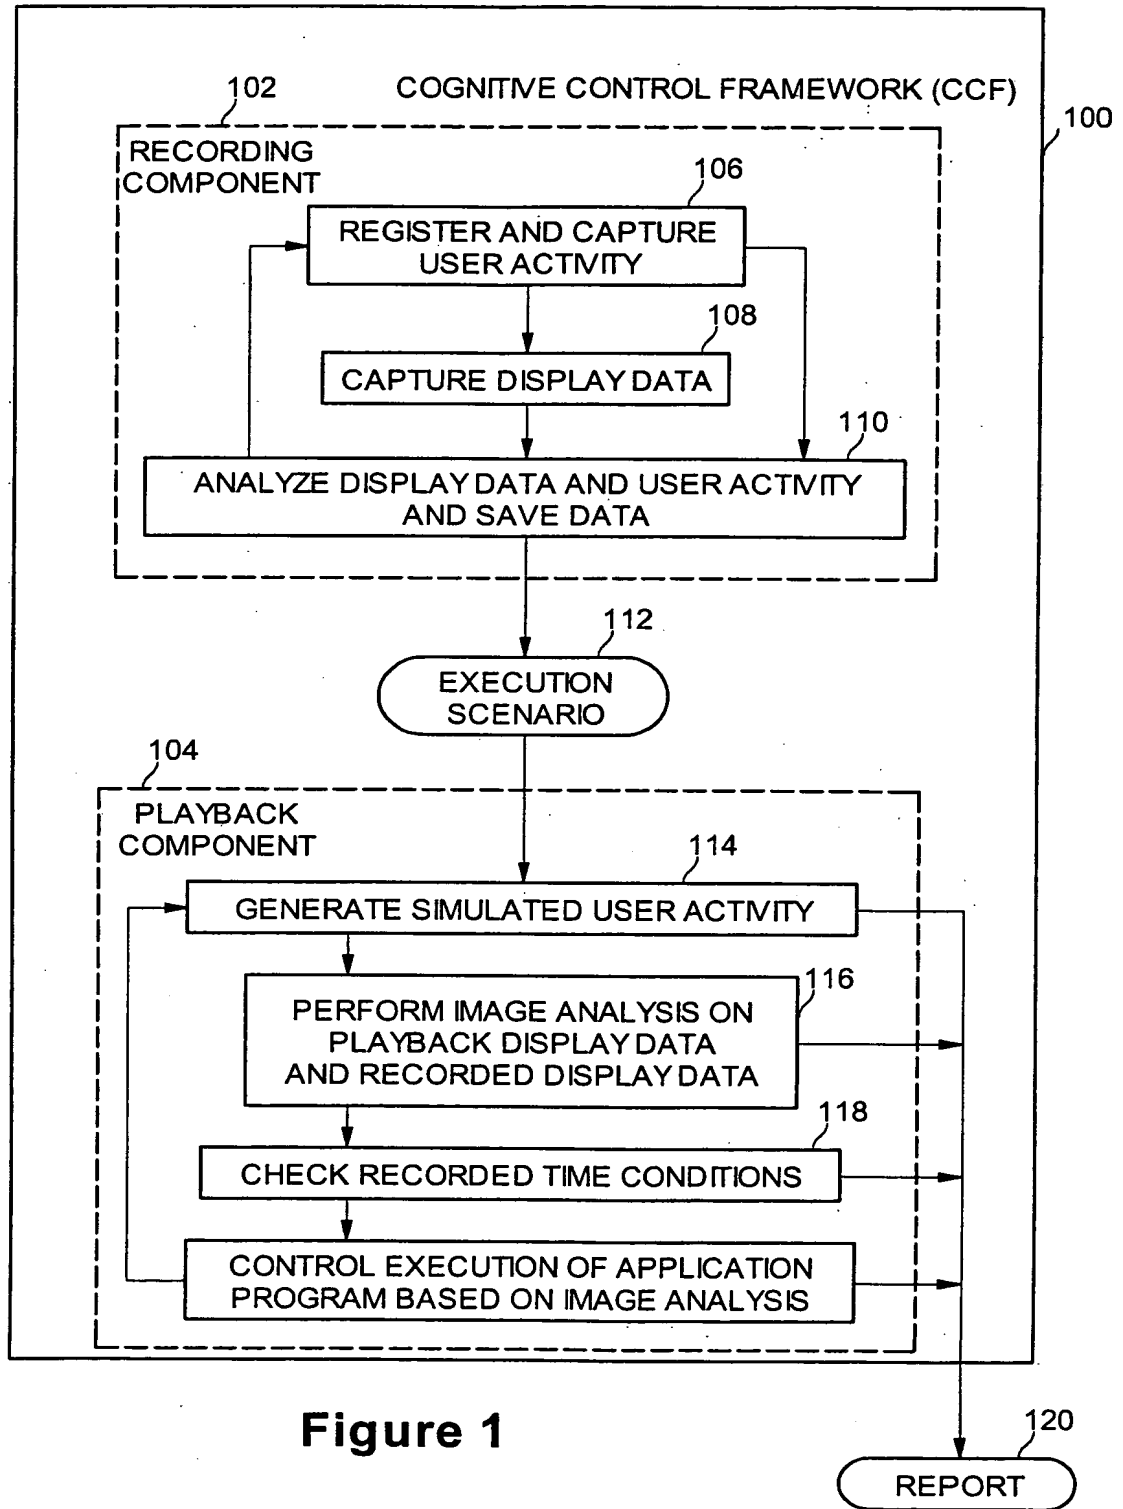 COGNITIVE CONTROL FRAMEWORK (CCF)
100
102
RECORDING
COMPONENT
106
REGISTER AND CAPTURE
USER ACTIVITY
108
CAPTURE DISPLAY DATA
110
ANALYZE DISPLAY DATA AND USER ACTIVITY
AND SAVE DATA
112
EXECUTION
SCENARIO
104
PLAYBACK
COMPONENT
114
GENERATE SIMULATED USER ACTIVITY
116
PERFORM IMAGE ANALYSIS ON
PLAYBACK DISPLAY DATA
AND RECORDED DISPLAY DATA
118
CHECK RECORDED TIME CONDITIONS
CONTROL EXECUTION OF APPLICATION
PROGRAM BASED ON IMAGE ANALYSIS
Figure 1
120
REPORT